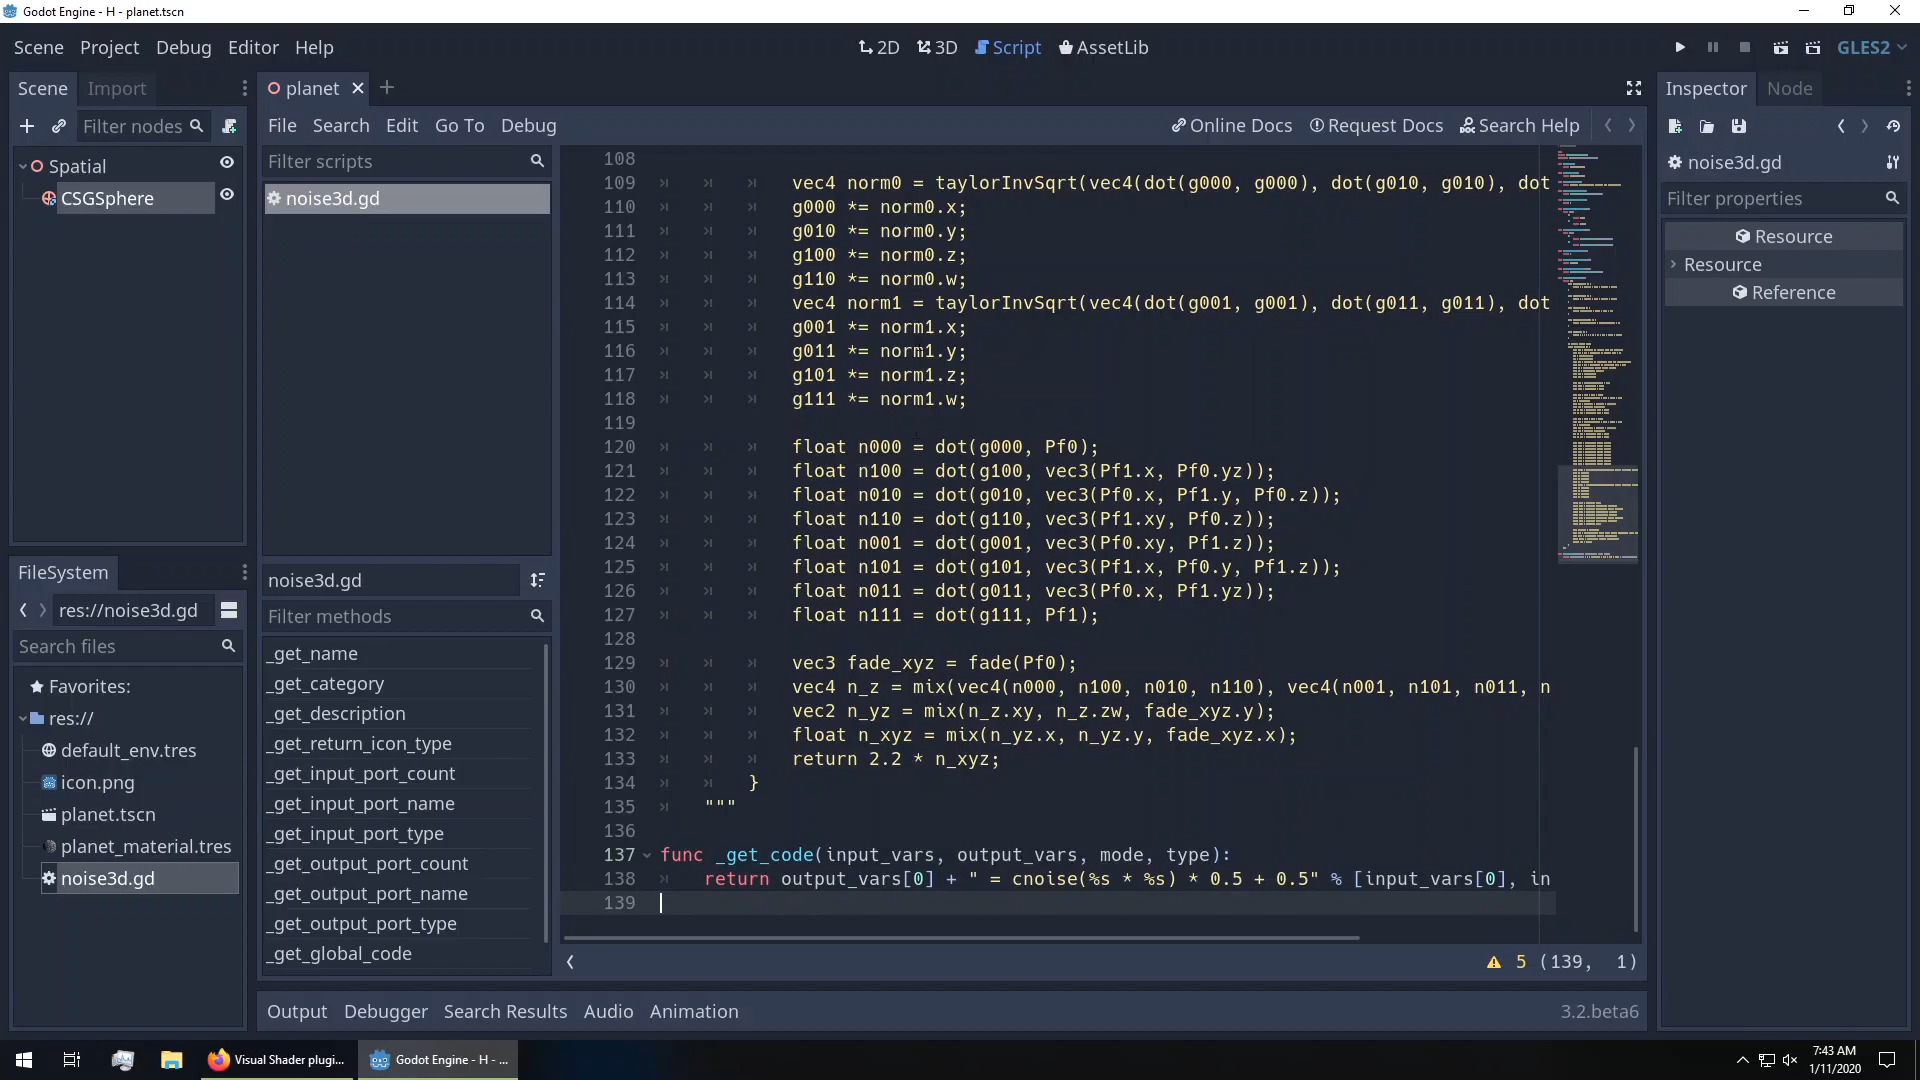 Godot Engine - H - planet.tscn
Scene Project Debug Editor Help
2D 3D Script AssetLib
GLES2
Scene Import
Filter nodes
Spatial
CSGSphere
planet
File Search Edit Go To Debug
Online Docs Request Docs Search Help
Filter scripts
noise3d.gd
noise3d.gd
Filter methods
_get_name
_get_category
_get_description
_get_return_icon_type
_get_input_port_count
_get_input_port_name
_get_input_port_type
_get_output_port_count
_get_output_port_name
_get_output_port_type
_get_global_code
108
109 vec4 norm0 = taylorInvSqrt(vec4(dot(g000, g000), dot(g010, g010), dot
110 g000 *= norm0.x;
111 g010 *= norm0.y;
112 g100 *= norm0.z;
113 g110 *= norm0.w;
114 vec4 norm1 = taylorInvSqrt(vec4(dot(g001, g001), dot(g011, g011), dot
115 g001 *= norm1.x;
116 g011 *= norm1.y;
117 g101 *= norm1.z;
118 g111 *= norm1.w;
119
120 float n000 = dot(g000, Pf0);
121 float n100 = dot(g100, vec3(Pf1.x, Pf0.yz));
122 float n010 = dot(g010, vec3(Pf0.x, Pf1.y, Pf0.z));
123 float n110 = dot(g110, vec3(Pf1.xy, Pf0.z));
124 float n001 = dot(g001, vec3(Pf0.xy, Pf1.z));
125 float n101 = dot(g101, vec3(Pf1.x, Pf0.y, Pf1.z));
126 float n011 = dot(g011, vec3(Pf0.x, Pf1.yz));
127 float n111 = dot(g111, Pf1);
128
129 vec3 fade_xyz = fade(Pf0);
130 vec4 n_z = mix(vec4(n000, n100, n010, n110), vec4(n001, n101, n011, n
131 vec2 n_yz = mix(n_z.xy, n_z.zw, fade_xyz.y);
132 float n_xyz = mix(n_yz.x, n_yz.y, fade_xyz.x);
133 return 2.2 * n_xyz;
134 }
135 """
136
137 func _get_code(input_vars, output_vars, mode, type):
138 return output_vars[0] + " = cnoise(%s * %s) * 0.5 + 0.5" % [input_vars[0], in
139
5 (139, 1)
Output Debugger Search Results Audio Animation
3.2.beta6
FileSystem
res://noise3d.gd
Search files
Favorites:
res://
default_env.tres
icon.png
planet.tscn
planet_material.tres
noise3d.gd
Inspector Node
noise3d.gd
Filter properties
Resource
Resource
Reference
Visual Shader plugi...
Godot Engine - H - ...
7:43 AM
1/11/2020